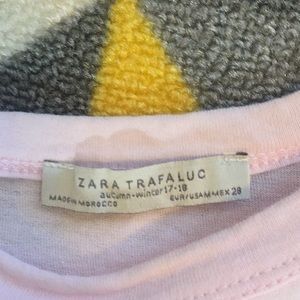 ZARA TRAFALUC
autumn-winter 17-18
MADE IN MOROCCO EUR/USA M MEX 28